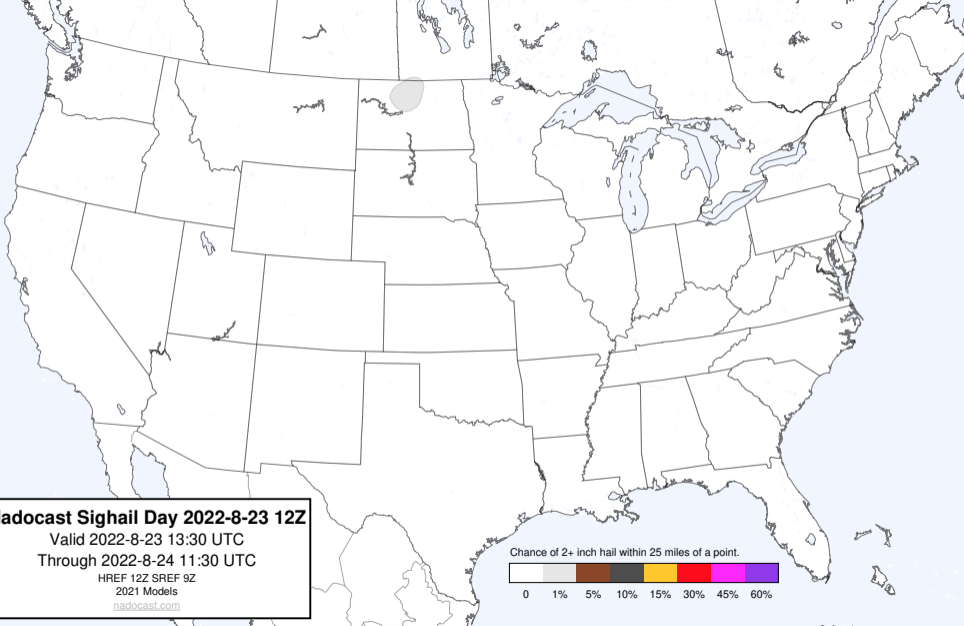 adocast Sighail Day 2022-8-23 12Z
Valid 2022-8-23 13:30 UTC
Through 2022-8-24 11:30 UTC
HREF 12Z SREF 9Z
2021 Models
nadocast.com
Chance of 2+ inch hail within 25 miles of a point.
0 1% 5% 10% 15% 30% 45% 60%